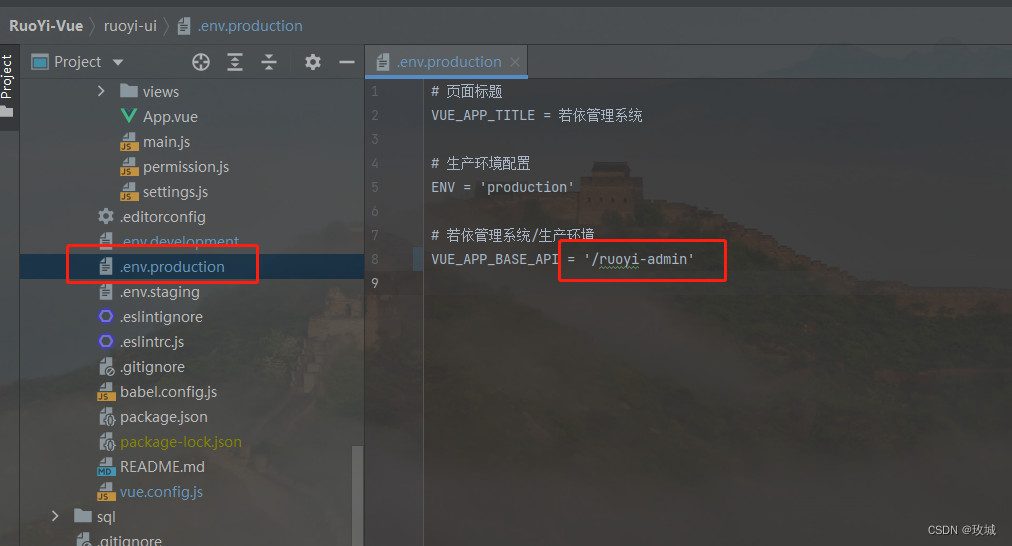 RuoYi-Vue ruoyi-ui .env.production
Project
Project
.env.production
views
App.vue
main.js
permission.js
settings.js
.editorconfig
.env.development
.env.production
.env.staging
.eslintignore
.eslintrc.js
.gitignore
babel.config.js
package.json
package-lock.json
README.md
vue.config.js
sql
.gitignore
1 # 页面标题
2 VUE_APP_TITLE = 若依管理系统
3
4 # 生产环境配置
5 ENV = 'production'
6
7 # 若依管理系统/生产环境
8 VUE_APP_BASE_API = '/ruoyi-admin'
9
CSDN @玫城